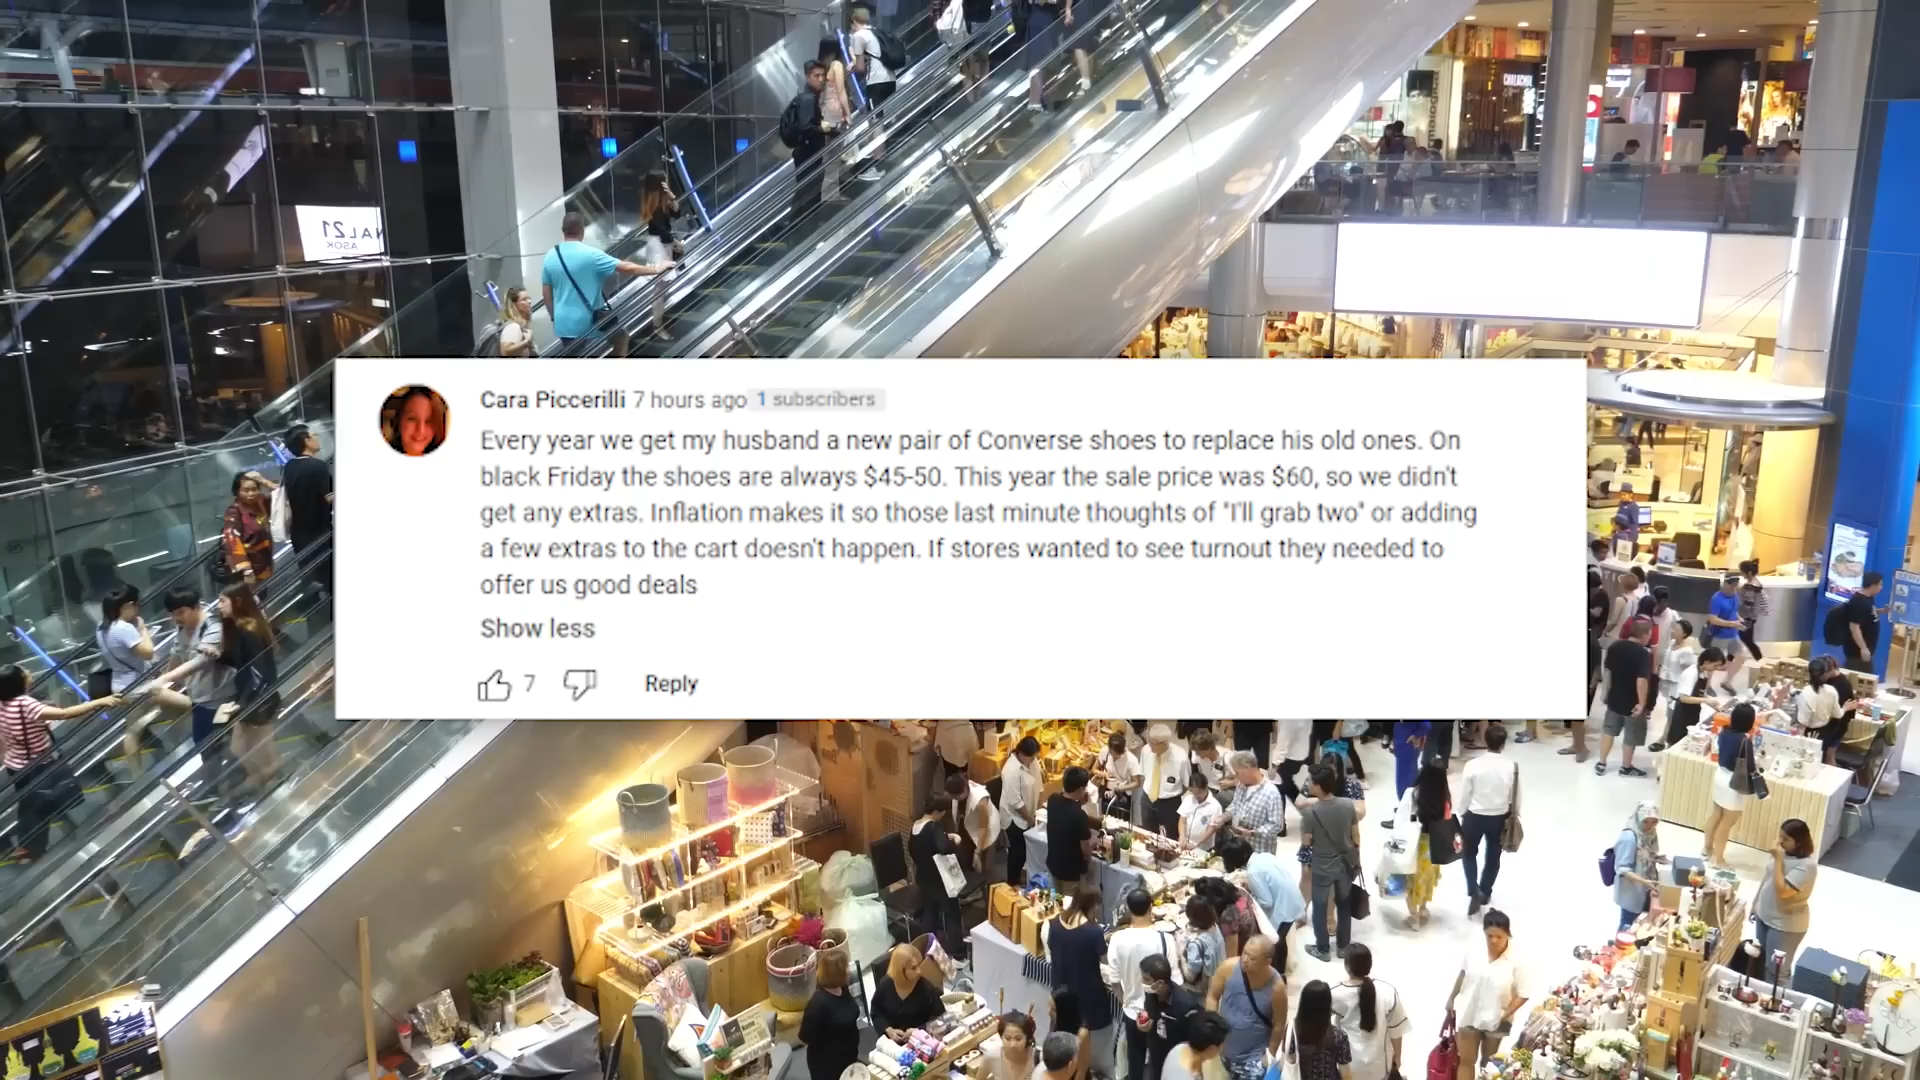 Cara Piccerilli 7 hours ago 1 subscribers
Every year we get my husband a new pair of Converse shoes to replace his old ones. On
black Friday the shoes are always $45-50. This year the sale price was $60, so we didn't
get any extras. Inflation makes it so those last minute thoughts of "I'll grab two" or adding
a few extras to the cart doesn't happen. If stores wanted to see turnout they needed to
offer us good deals
Show less
7 Reply
NAL21
ASOK